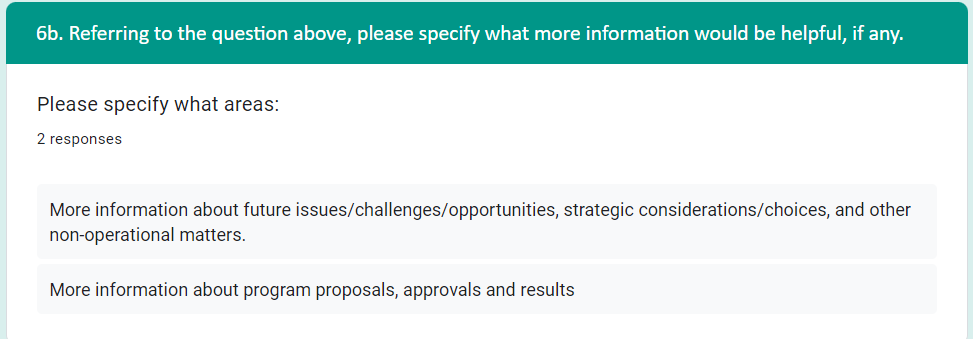 6b. Referring to the question above, please specify what more information would be helpful, if any.
Please specify what areas:
2 responses
More information about future issues/challenges/opportunities, strategic considerations/choices, and other
non-operational matters.
More information about program proposals, approvals and results